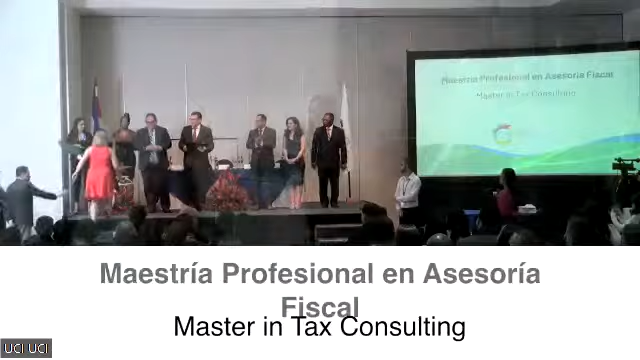 Maestría Profesional en Asesoría Fiscal
Master in Tax Consulting
Maestría Profesional en Asesoría
Fiscal
Master in Tax Consulting
UCI UCI